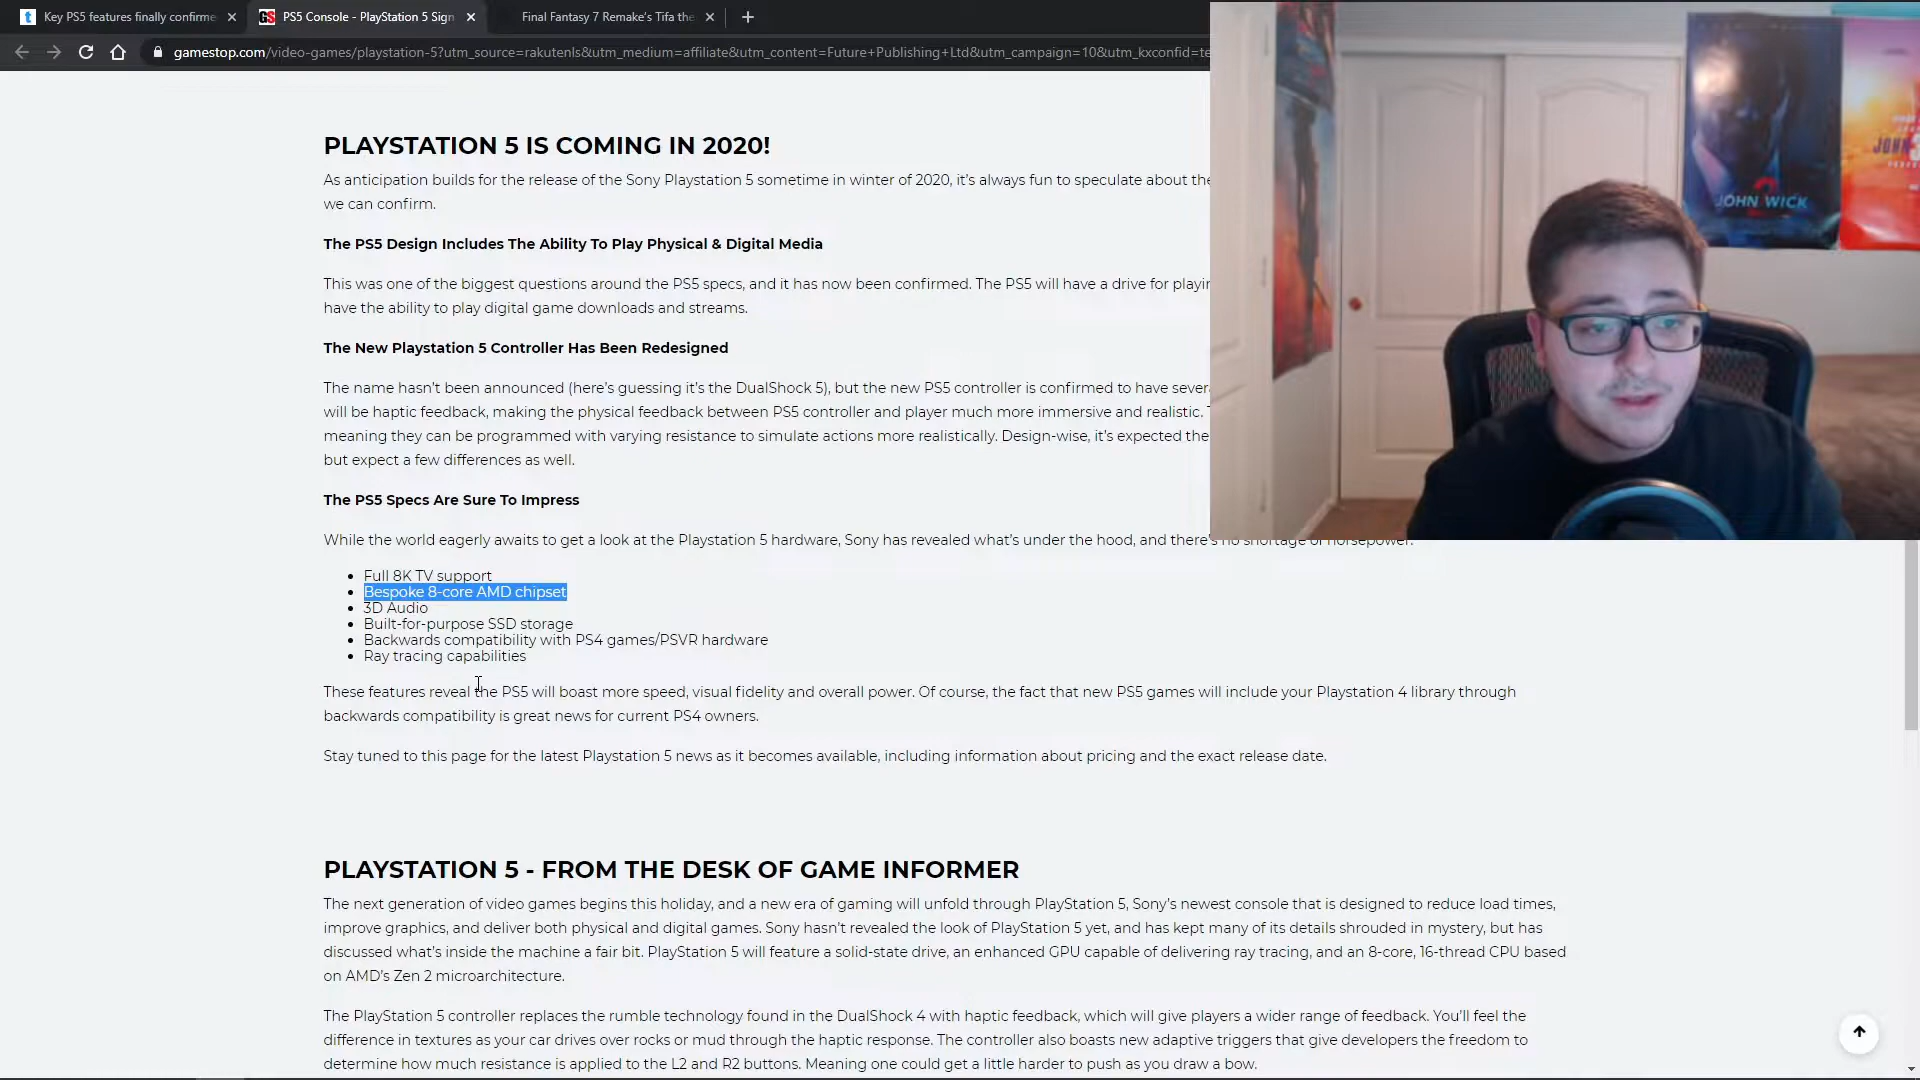 Key PS5 features finally confirme
PS5 Console - PlayStation 5 Sign
Final Fantasy 7 Remake's Tifa the
gamestop.com/video-games/playstation-5?utm_source=rakutenls&utm_medium=affiliate&utm_content=Future+Publishing+Ltd&utm_campaign=10&utm_kxconfid=te
PLAYSTATION 5 IS COMING IN 2020!
As anticipation builds for the release of the Sony Playstation 5 sometime in winter of 2020, it's always fun to speculate about the
we can confirm.
The PS5 Design Includes The Ability To Play Physical & Digital Media
This was one of the biggest questions around the PS5 specs, and it has now been confirmed. The PS5 will have a drive for playin
have the ability to play digital game downloads and streams.
The New Playstation 5 Controller Has Been Redesigned
The name hasn't been announced (here's guessing it's the DualShock 5), but the new PS5 controller is confirmed to have sever
will be haptic feedback, making the physical feedback between PS5 controller and player much more immersive and realistic.
meaning they can be programmed with varying resistance to simulate actions more realistically. Design-wise, it's expected the
but expect a few differences as well.
The PS5 Specs Are Sure To Impress
While the world eagerly awaits to get a look at the Playstation 5 hardware, Sony has revealed what's under the hood, and there's no shortage of horsepower.
Full 8K TV support
Bespoke 8-core AMD chipset
3D Audio
Built-for-purpose SSD storage
Backwards compatibility with PS4 games/PSVR hardware
Ray tracing capabilities
These features reveal the PS5 will boast more speed, visual fidelity and overall power. Of course, the fact that new PS5 games will include your Playstation 4 library through
backwards compatibility is great news for current PS4 owners.
Stay tuned to this page for the latest Playstation 5 news as it becomes available, including information about pricing and the exact release date.
PLAYSTATION 5 - FROM THE DESK OF GAME INFORMER
The next generation of video games begins this holiday, and a new era of gaming will unfold through PlayStation 5, Sony's newest console that is designed to reduce load times,
improve graphics, and deliver both physical and digital games. Sony hasn't revealed the look of PlayStation 5 yet, and has kept many of its details shrouded in mystery, but has
discussed what's inside the machine a fair bit. PlayStation 5 will feature a solid-state drive, an enhanced GPU capable of delivering ray tracing, and an 8-core, 16-thread CPU based
on AMD's Zen 2 microarchitecture.
The PlayStation 5 controller replaces the rumble technology found in the DualShock 4 with haptic feedback, which will give players a wider range of feedback. You'll feel the
difference in textures as your car drives over rocks or mud through the haptic response. The controller also boasts new adaptive triggers that give developers the freedom to
determine how much resistance is applied to the L2 and R2 buttons. Meaning one could get a little harder to push as you draw a bow.
JOHN WICK
JOHN